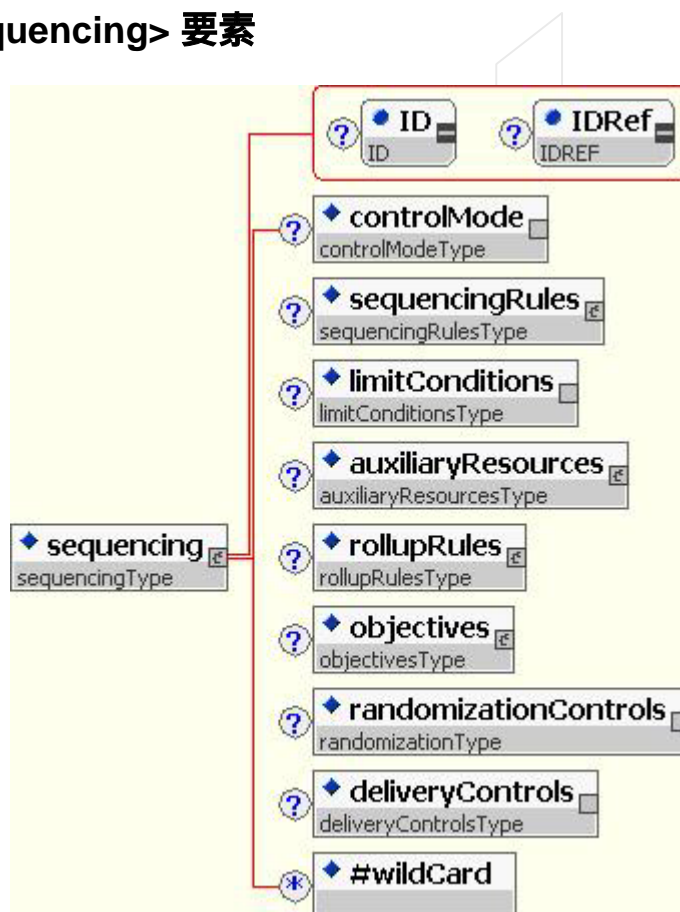 quencing> 要素
? ID ? IDRef
ID IDREF
? controlMode
controlModeType
? sequencingRules
sequencingRulesType
? limitConditions
limitConditionsType
? auxiliaryResources
auxiliaryResourcesType
sequencing
sequencingType
? rollupRules
rollupRulesType
? objectives
objectivesType
? randomizationControls
randomizationType
? deliveryControls
deliveryControlsType
* #wildCard